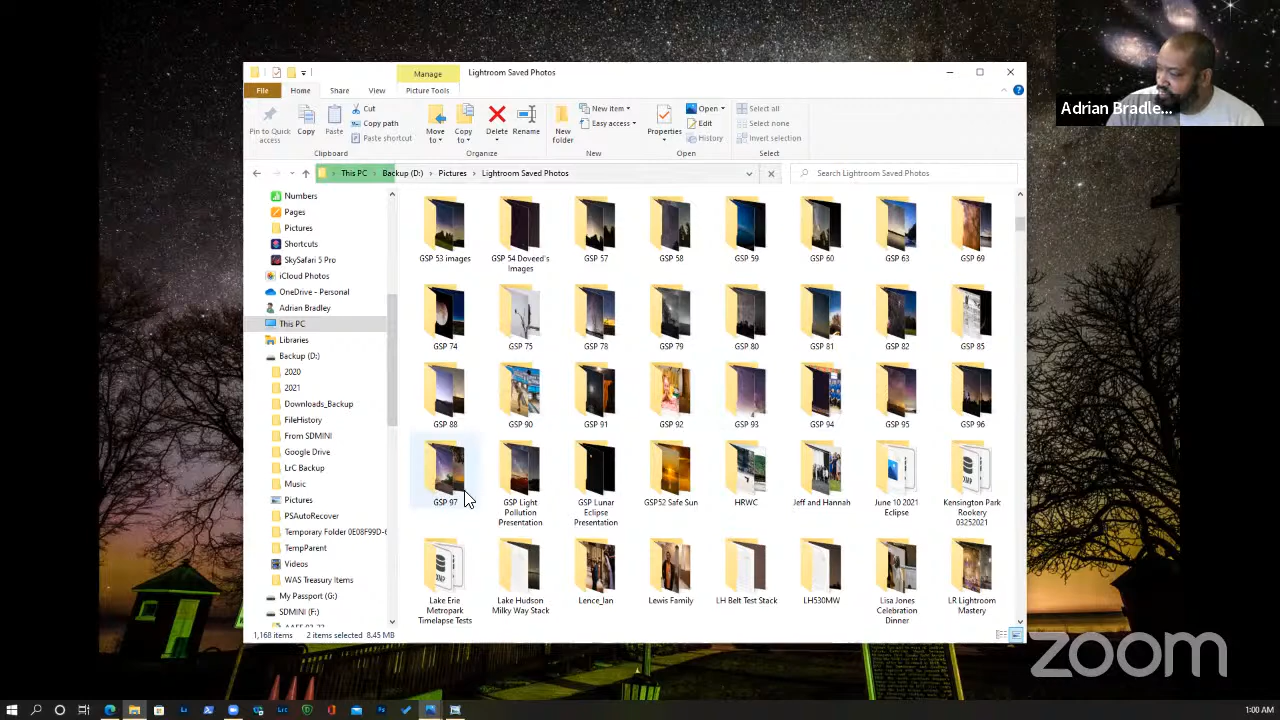 Manage
Lightroom Saved Photos
File
Home
Share
View
Picture Tools
Pin to Quick access
Copy
Paste
Cut
Copy path
Paste shortcut
Clipboard
Move to
Copy to
Delete
Rename
Organize
New folder
New item
Easy access
New
Properties
Open
Edit
History
Open
Select all
Select none
Invert selection
Select
This PC > Backup (D:) > Pictures > Lightroom Saved Photos
Search Lightroom Saved Photos
Numbers
Pages
Pictures
Shortcuts
SkySafari 5 Pro
iCloud Photos
OneDrive - Personal
Adrian Bradley
This PC
Libraries
Backup (D:)
2020
2021
Downloads_Backup
FileHistory
From SDMINI
Google Drive
LrC Backup
Music
Pictures
PSAutoRecover
Temporary Folder 0E08F99D-6
TempParent
Videos
WAS Treasury Items
My Passport (G:)
SDMINI (F:)
GSP 53 images
GSP 54 Doveed's Images
GSP 57
GSP 58
GSP 59
GSP 60
GSP 63
GSP 69
GSP 74
GSP 75
GSP 78
GSP 79
GSP 80
GSP 81
GSP 82
GSP 85
GSP 88
GSP 90
GSP 91
GSP 92
GSP 93
GSP 94
GSP 95
GSP 96
GSP 97
GSP Light Pollution Presentation
GSP Lunar Eclipse Presentation
GSP52 Safe Sun
HRWC
Jeff and Hannah
June 10 2021 Eclipse
Kensington Park Rookery 03252021
Lake Erie Metropark Timelapse Tests
Lake Hudson Milky Way Stack
Lence_Ian
Lewis Family
LH Belt Test Stack
LH530MW
Lisa Jones Celebration Dinner
LR Lightroom Mastery
1,168 items
2 items selected 8.45 MB
Adrian Bradle...
zoom
1:00 AM